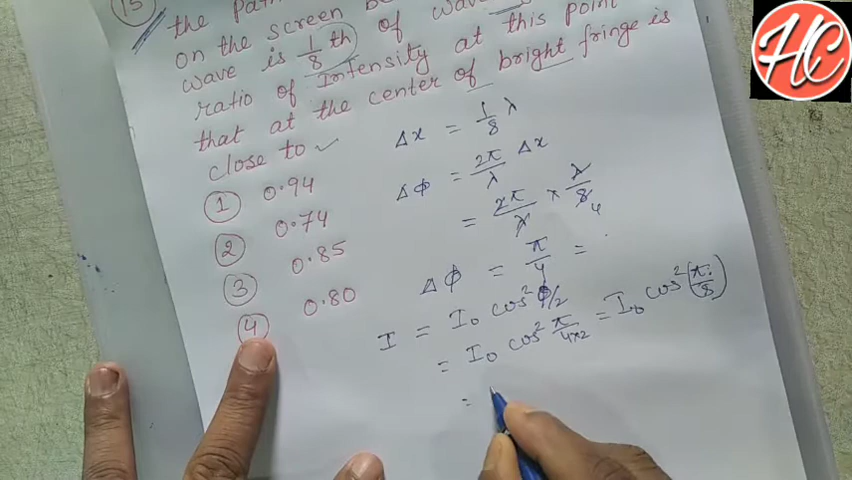 15
the pat
on the screen be
wave is 1/8 th of wave
ratio of Intensity at this point
that at the center of bright fringe is
close to ✓
1 0.94
2 0.74
3 0.85
4 0.80
Δx = 1/8 λ
Δϕ = 2π/λ Δx
= 2π/λ × λ/8 4
Δϕ = π/4 =
I = I₀ cos² ϕ/2
= I₀ cos² π/4×2 = I₀ cos² (π/8)
=
HC